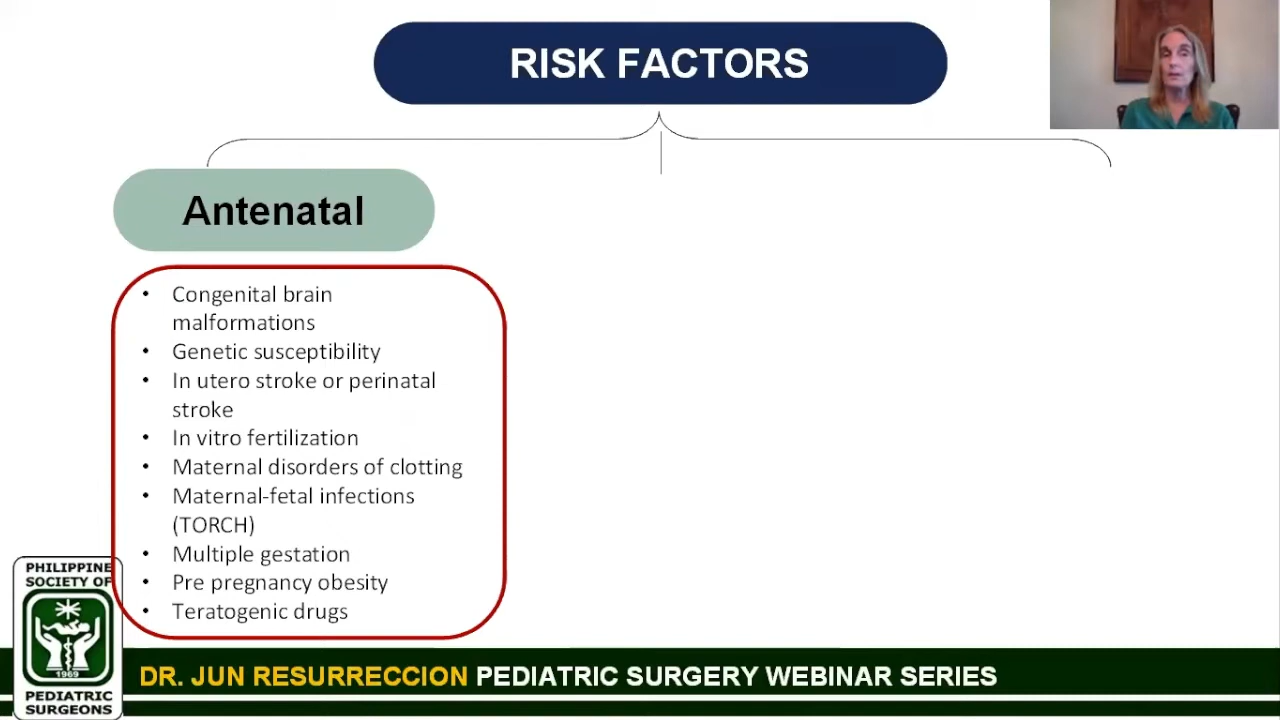 RISK FACTORS
Antenatal
• Congenital brain
malformations
• Genetic susceptibility
• In utero stroke or perinatal
stroke
• In vitro fertilization
• Maternal disorders of clotting
• Maternal-fetal infections
(TORCH)
• Multiple gestation
• Pre pregnancy obesity
• Teratogenic drugs
PHILIPPINE
SOCIETY OF
1969
PEDIATRIC
SURGEONS
DR. JUN RESURRECCION PEDIATRIC SURGERY WEBINAR SERIES